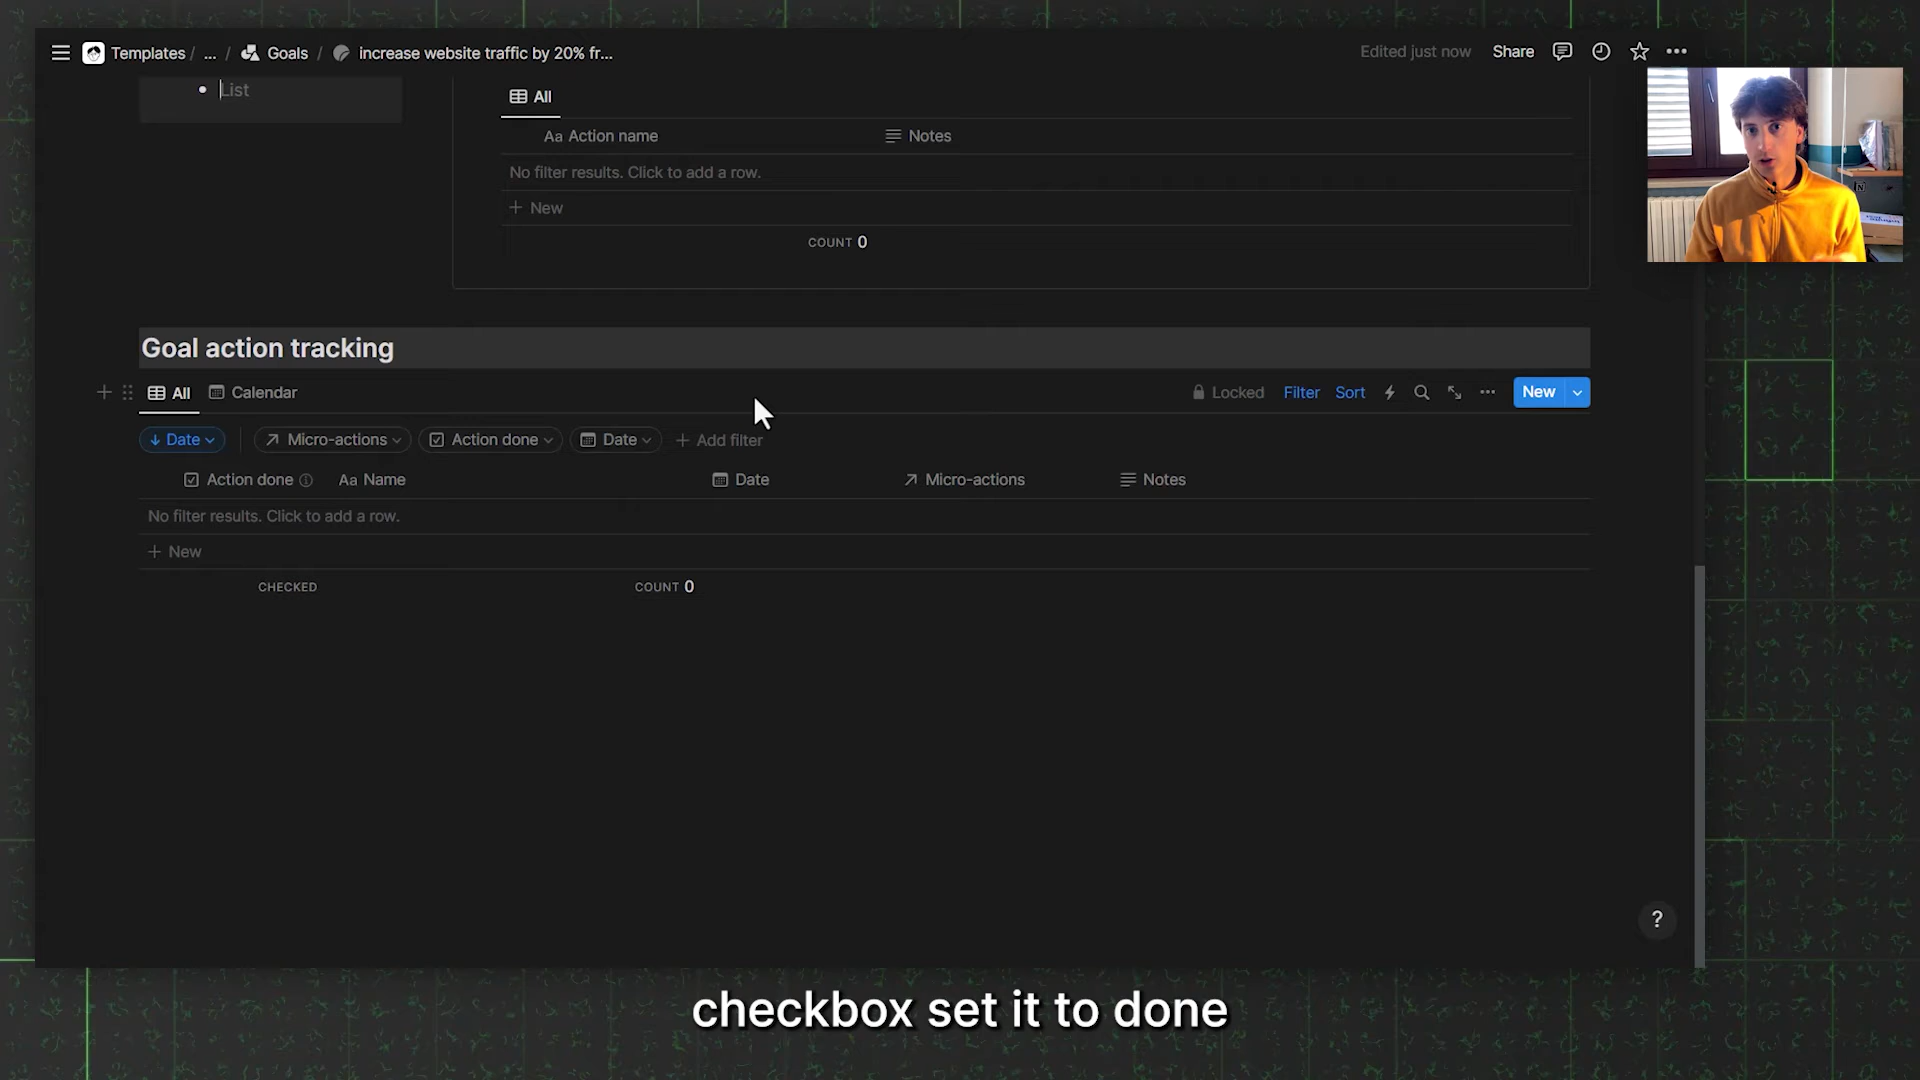 Templates / ... / Goals / increase website traffic by 20% fr...
Edited just now Share
List
All
Aa Action name Notes
No filter results. Click to add a row.
+ New
COUNT 0
Goal action tracking
All Calendar
Locked Filter Sort New
Date Micro-actions Action done Date + Add filter
Action done Aa Name Date Micro-actions Notes
No filter results. Click to add a row.
+ New
CHECKED COUNT 0
?
checkbox set it to done